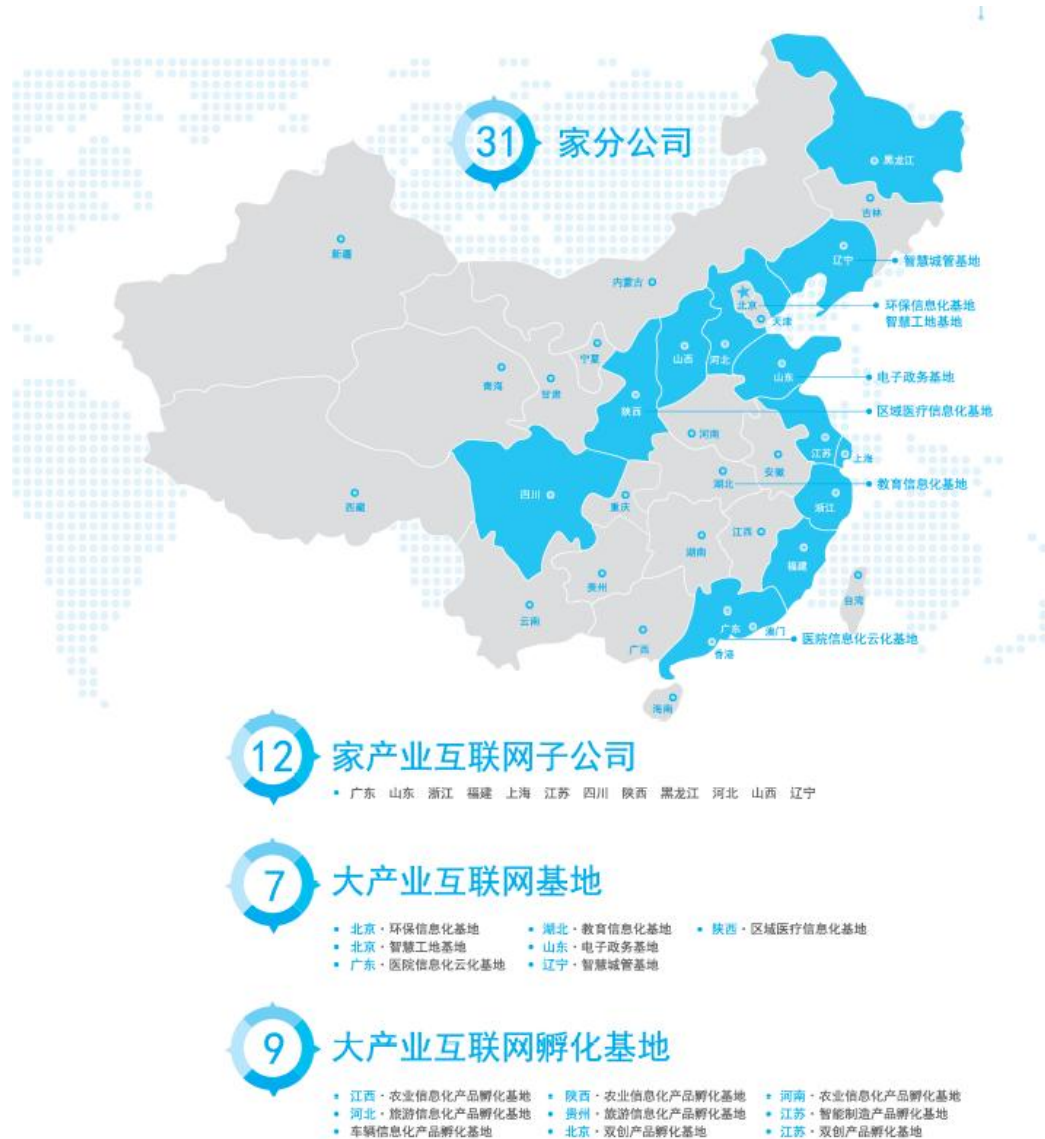 31 家分公司
黑龙江
吉林
新疆
辽宁
智慧城管基地
内蒙古
北京
环保信息化基地
天津
智慧工地基地
宁夏
山西
河北
青海
甘肃
山东
电子政务基地
陕西
区域医疗信息化基地
河南
江苏
上海
安徽
湖北
教育信息化基地
四川
西藏
重庆
浙江
江西
湖南
福建
贵州
台湾
云南
广东
澳门
医院信息化云化基地
广西
香港
海南
12 家产业互联网子公司
广东 山东 浙江 福建 上海 江苏 四川 陕西 黑龙江 河北 山西 辽宁
7 大产业互联网基地
北京·环保信息化基地 湖北·教育信息化基地 陕西·区域医疗信息化基地
北京·智慧工地基地 山东·电子政务基地
广东·医院信息化云化基地 辽宁·智慧城管基地
9 大产业互联网孵化基地
江西·农业信息化产品孵化基地 陕西·农业信息化产品孵化基地 河南·农业信息化产品孵化基地
河北·旅游信息化产品孵化基地 贵州·旅游信息化产品孵化基地 江苏·智能制造产品孵化基地
车辆信息化产品孵化基地 北京·双创产品孵化基地 江苏·双创产品孵化基地